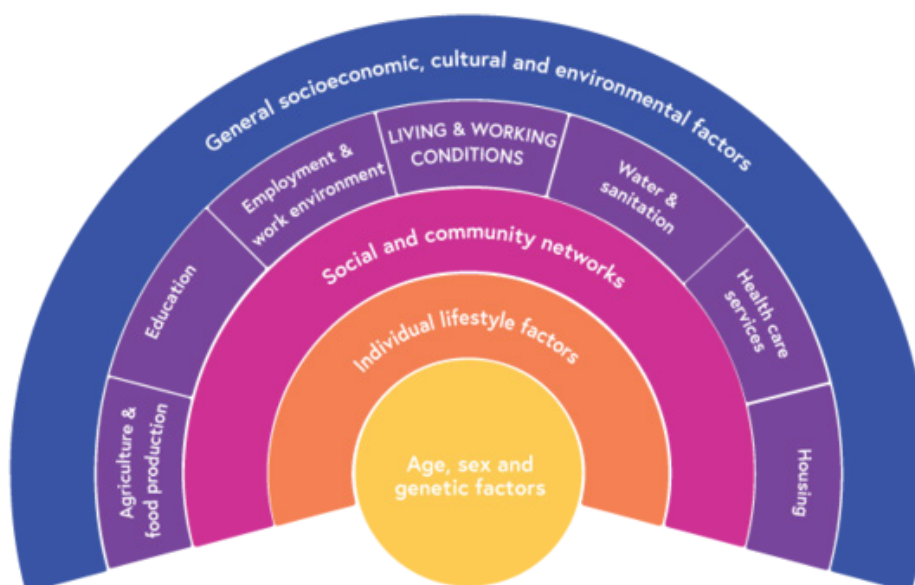 General socioeconomic, cultural and environmental factors
LIVING & WORKING
CONDITIONS
Agriculture &
food production
Education
Employment &
work environment
Water &
sanitation
Health care
services
Housing
Social and community networks
Individual lifestyle factors
Age, sex and
genetic factors